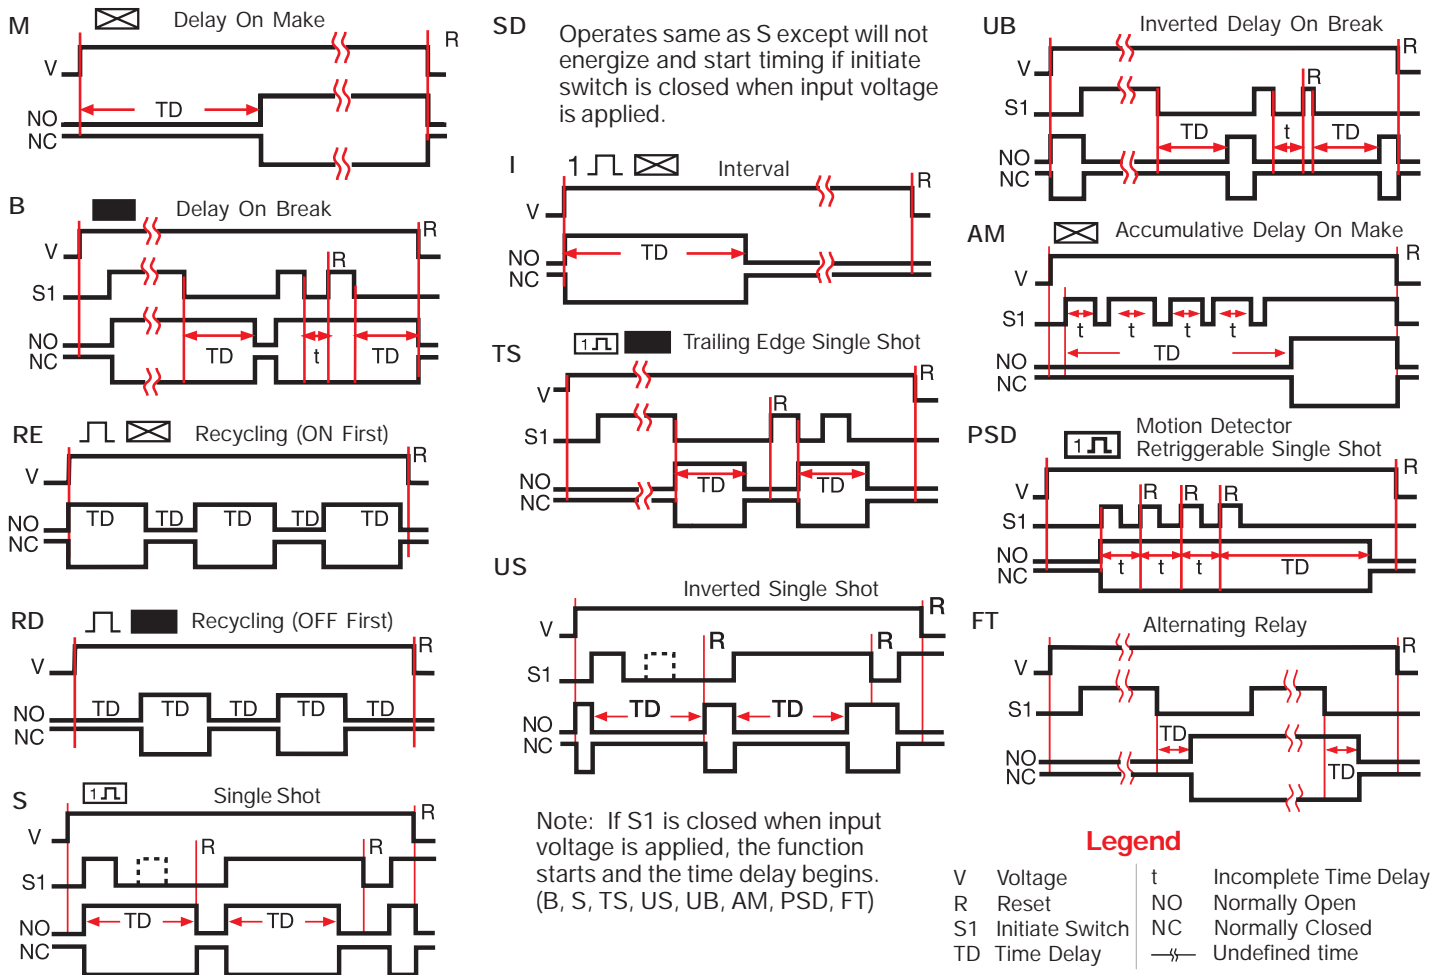 M
Delay On Make
R
V
TD
NO
NC
B
Delay On Break
R
V
R
S1
NO
NC
TD
t
TD
RE
Recycling (ON First)
R
V
NO
NC
TD
TD
TD
TD
TD
RD
Recycling (OFF First)
R
V
NO
NC
TD
TD
TD
TD
TD
S
1
Single Shot
R
V
R
R
S1
NO
NC
TD
TD
SD
Operates same as S except will not
energize and start timing if initiate
switch is closed when input voltage
is applied.
I
1
Interval
R
V
NO
NC
TD
TS
1
Trailing Edge Single Shot
R
V
R
S1
NO
NC
TD
TD
US
Inverted Single Shot
R
V
R
R
S1
NO
NC
TD
TD
Note: If S1 is closed when input
voltage is applied, the function
starts and the time delay begins.
(B, S, TS, US, UB, AM, PSD, FT)
UB
Inverted Delay On Break
R
V
R
S1
TD
t
TD
NO
NC
AM
Accumulative Delay On Make
R
V
S1
t
t
t
t
TD
NO
NC
PSD
1
Motion Detector
Retriggerable Single Shot
R
V
R
R
R
S1
NO
NC
t
t
t
TD
FT
Alternating Relay
R
V
S1
TD
NO
NC
TD
Legend
V Voltage
R Reset
S1 Initiate Switch
TD Time Delay
t Incomplete Time Delay
NO Normally Open
NC Normally Closed
Undefined time